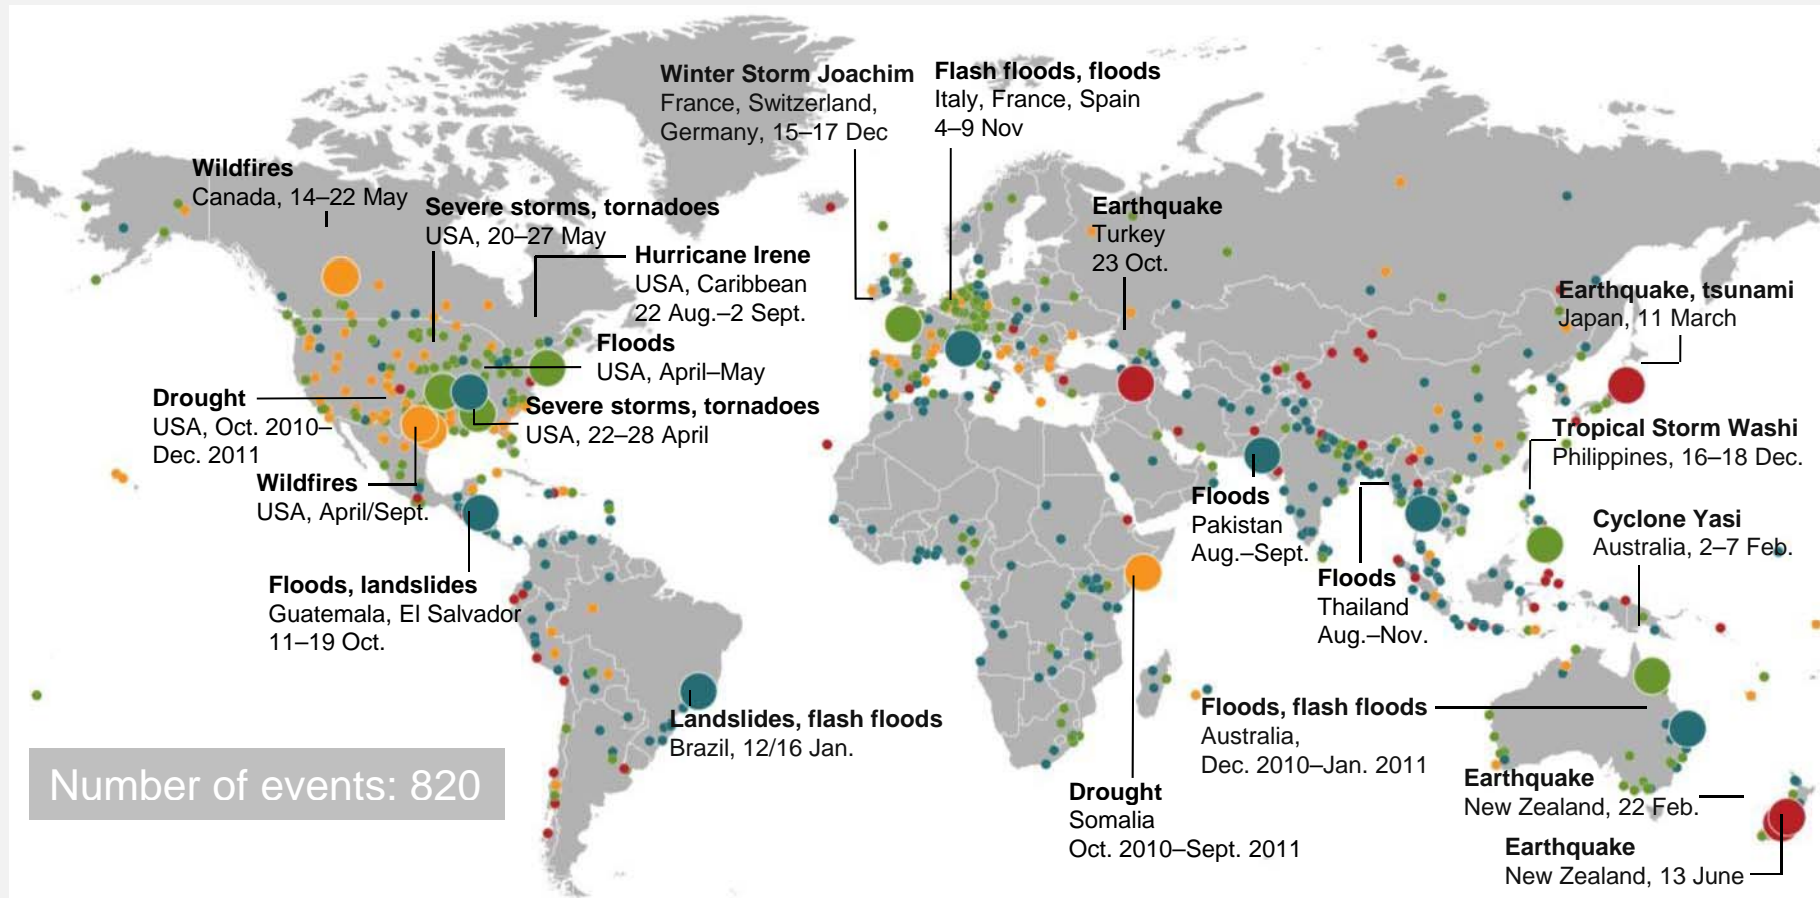 Winter Storm Joachim
France, Switzerland,
Germany, 15–17 Dec
Flash floods, floods
Italy, France, Spain
4–9 Nov
Wildfires
Canada, 14–22 May
Severe storms, tornadoes
USA, 20–27 May
Hurricane Irene
USA, Caribbean
22 Aug.–2 Sept.
Earthquake
Turkey
23 Oct.
Earthquake, tsunami
Japan, 11 March
Floods
USA, April–May
Drought
USA, Oct. 2010–
Dec. 2011
Severe storms, tornadoes
USA, 22–28 April
Tropical Storm Washi
Philippines, 16–18 Dec.
Wildfires
USA, April/Sept.
Floods
Pakistan
Aug.–Sept.
Cyclone Yasi
Australia, 2–7 Feb.
Floods, landslides
Guatemala, El Salvador
11–19 Oct.
Floods
Thailand
Aug.–Nov.
Landslides, flash floods
Brazil, 12/16 Jan.
Floods, flash floods
Australia,
Dec. 2010–Jan. 2011
Number of events: 820
Drought
Somalia
Oct. 2010–Sept. 2011
Earthquake
New Zealand, 22 Feb.
Earthquake
New Zealand, 13 June